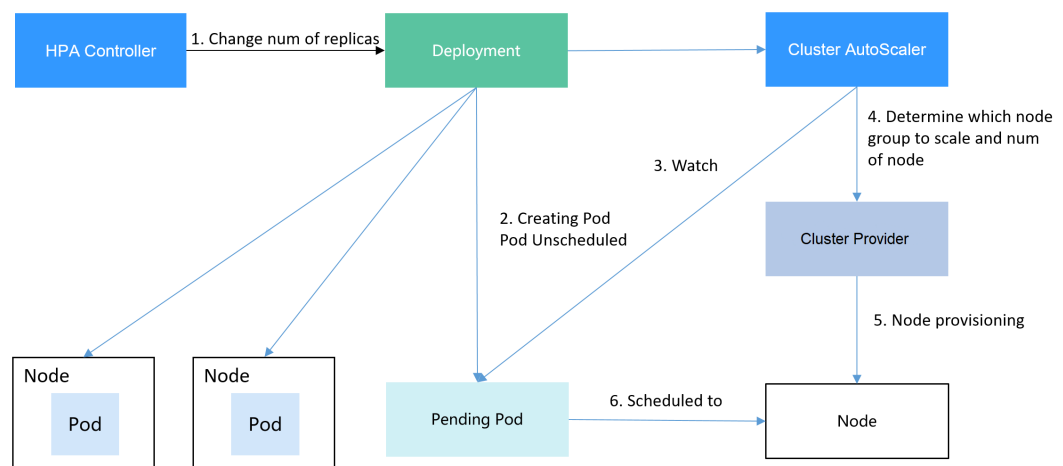 HPA Controller
1. Change num of replicas
Deployment
Cluster AutoScaler
4. Determine which node
group to scale and num
of node
3. Watch
2. Creating Pod
Pod Unscheduled
Cluster Provider
5. Node provisioning
Node
Pod
Node
Pod
Pending Pod
6. Scheduled to
Node